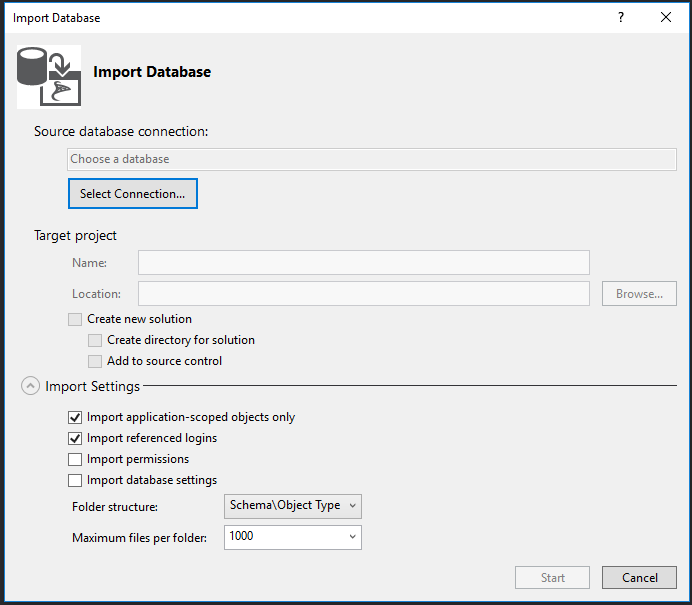 Import Database
?
Import Database
Source database connection:
Choose a database
Select Connection...
Target project
Name:
Location:
Browse...
Create new solution
Create directory for solution
Add to source control
Import Settings
Import application-scoped objects only
Import referenced logins
Import permissions
Import database settings
Folder structure: Schema\Object Type
Maximum files per folder: 1000
Start Cancel